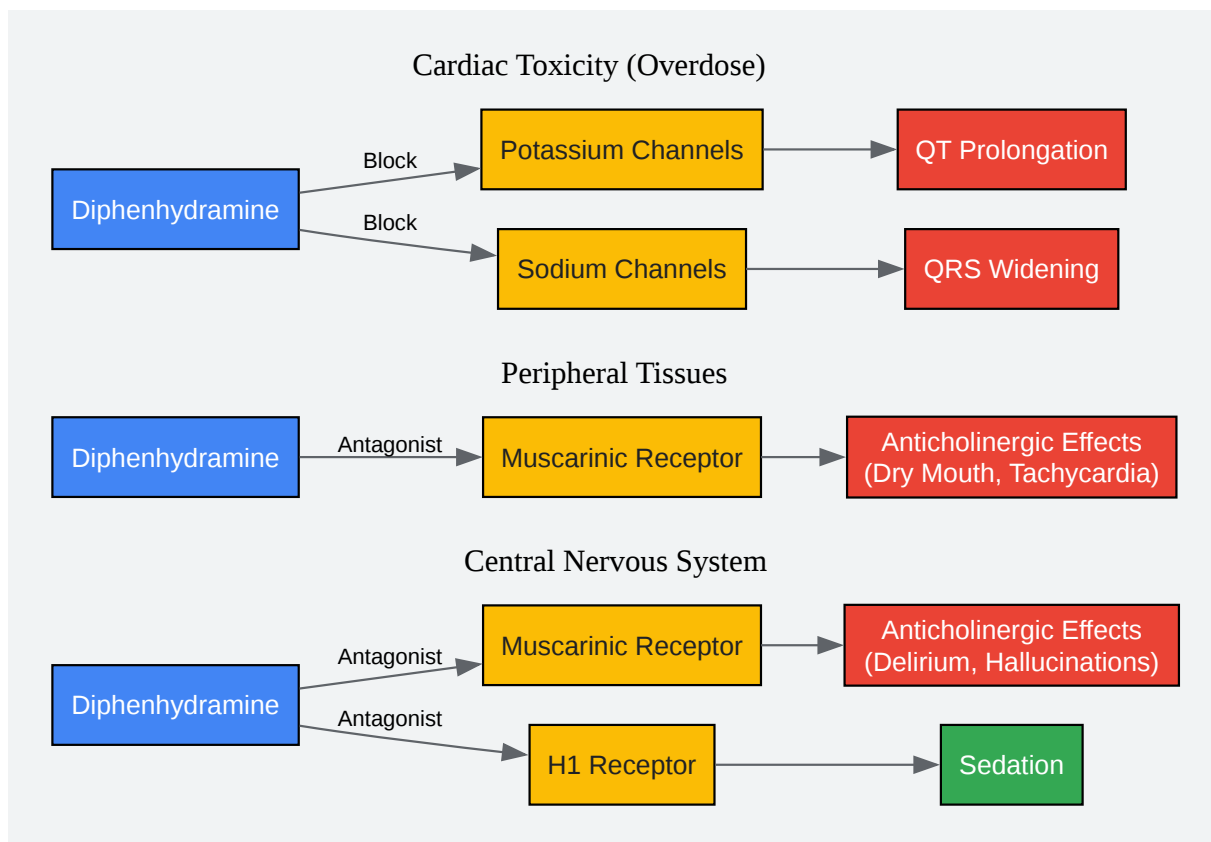 Cardiac Toxicity (Overdose)
Diphenhydramine
Block
Potassium Channels
QT Prolongation
Block
Sodium Channels
QRS Widening
Peripheral Tissues
Diphenhydramine
Antagonist
Muscarinic Receptor
Anticholinergic Effects
(Dry Mouth, Tachycardia)
Central Nervous System
Diphenhydramine
Antagonist
Muscarinic Receptor
Anticholinergic Effects
(Delirium, Hallucinations)
Antagonist
H1 Receptor
Sedation